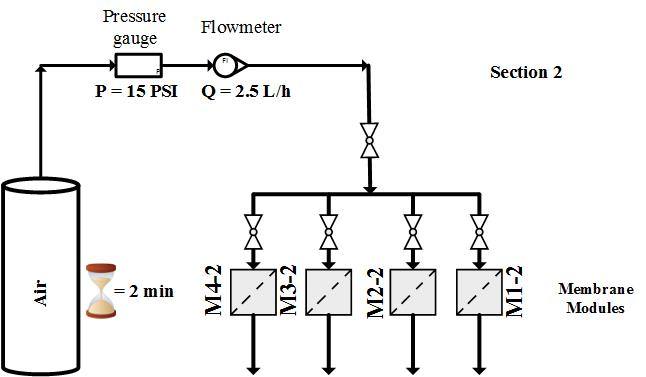 Pressure
gauge
Flowmeter
P
FI
P = 15 PSI
Q = 2.5 L/h
Section 2
Air
= 2 min
M4-2
M3-2
M2-2
M1-2
Membrane
Modules